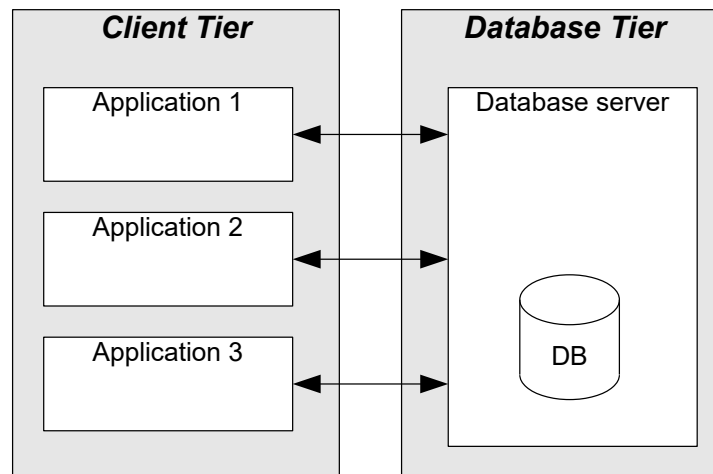 Client Tier
Database Tier
Application 1
Database server
Application 2
Application 3
DB